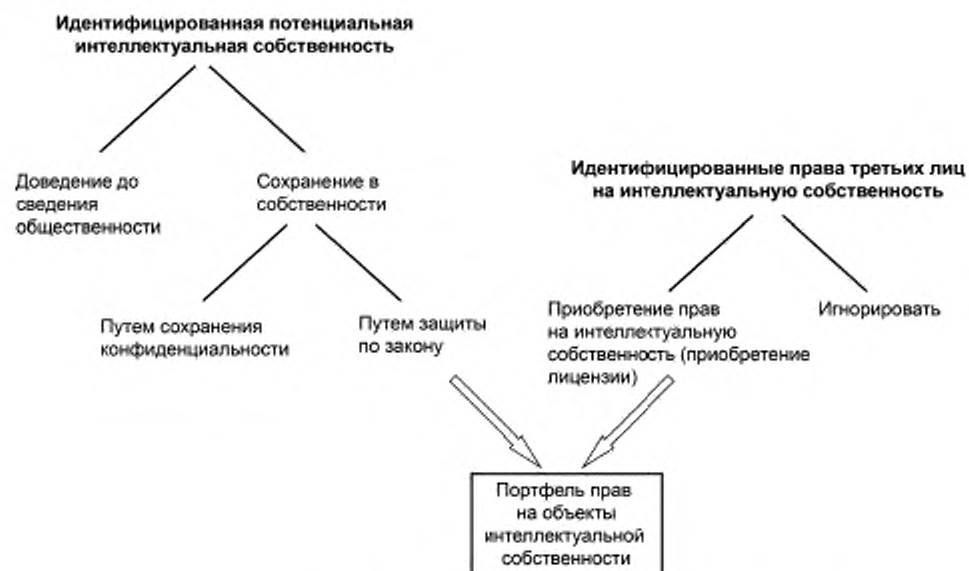 Идентифицированная потенциальная
интеллектуальная собственность
Доведение до
сведения
общественности
Сохранение в
собственности
Путем сохранения
конфиденциальности
Путем защиты
по закону
Идентифицированные права третьих лиц
на интеллектуальную собственность
Приобретение прав
на интеллектуальную
собственность (приобретение
лицензии)
Игнорировать
Портфель прав
на объекты
интеллектуальной
собственности